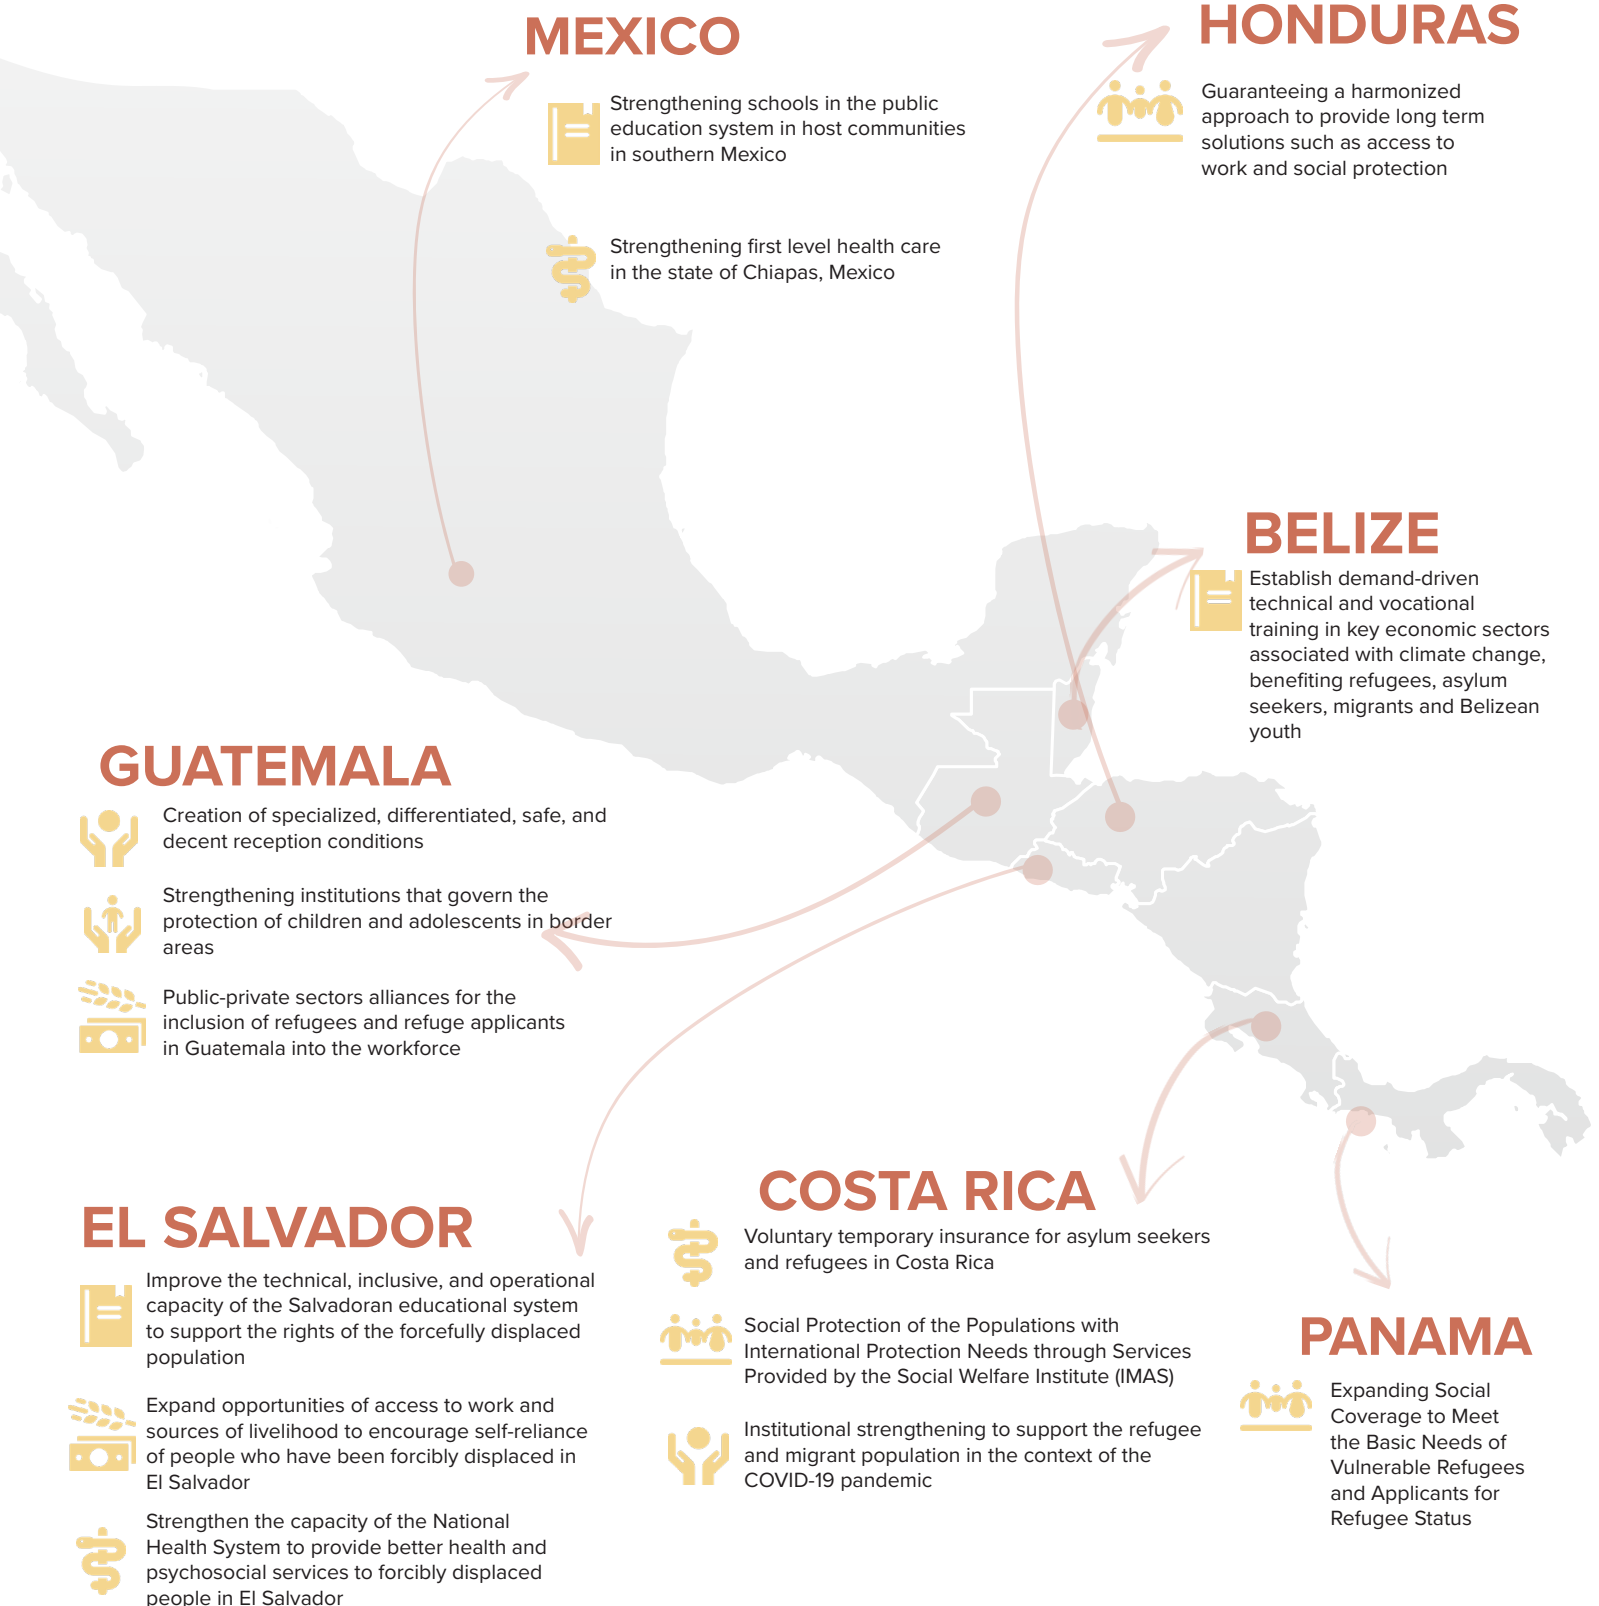 MEXICO
Strengthening schools in the public
education system in host communities
in southern Mexico
Strengthening first level health care
in the state of Chiapas, Mexico
HONDURAS
Guaranteeing a harmonized
approach to provide long term
solutions such as access to
work and social protection
BELIZE
Establish demand-driven
technical and vocational
training in key economic sectors
associated with climate change,
benefiting refugees, asylum
seekers, migrants and Belizean
youth
GUATEMALA
Creation of specialized, differentiated, safe, and
decent reception conditions
Strengthening institutions that govern the
protection of children and adolescents in border
areas
Public-private sectors alliances for the
inclusion of refugees and refuge applicants
in Guatemala into the workforce
EL SALVADOR
Improve the technical, inclusive, and operational
capacity of the Salvadoran educational system
to support the rights of the forcefully displaced
population
Expand opportunities of access to work and
sources of livelihood to encourage self-reliance
of people who have been forcibly displaced in
El Salvador
Strengthen the capacity of the National
Health System to provide better health and
psychosocial services to forcibly displaced
people in El Salvador
COSTA RICA
Voluntary temporary insurance for asylum seekers
and refugees in Costa Rica
Social Protection of the Populations with
International Protection Needs through Services
Provided by the Social Welfare Institute (IMAS)
Institutional strengthening to support the refugee
and migrant population in the context of the
COVID-19 pandemic
PANAMA
Expanding Social
Coverage to Meet
the Basic Needs of
Vulnerable Refugees
and Applicants for
Refugee Status